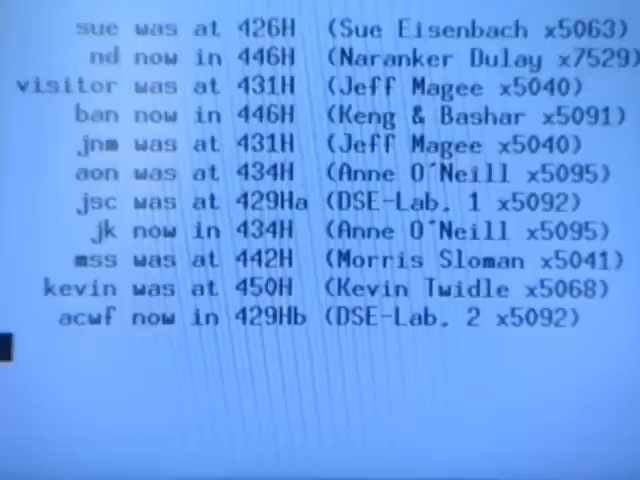 sue was at 426H (Sue Eisenbach x5063)
nd now in 446H (Naranker Dulay x7529)
visitor was at 431H (Jeff Magee x5040)
ban now in 446H (Keng & Bashar x5091)
jnm was at 431H (Jeff Magee x5040)
aon was at 434H (Anne O´Neill x5095)
jsc was at 429Ha (DSE-Lab. 1 x5092)
jk now in 434H (Anne O´Neill x5095)
mss was at 442H (Morris Sloman x5041)
kevin was at 450H (Kevin Twidle x5068)
acwf now in 429Hb (DSE-Lab. 2 x5092)